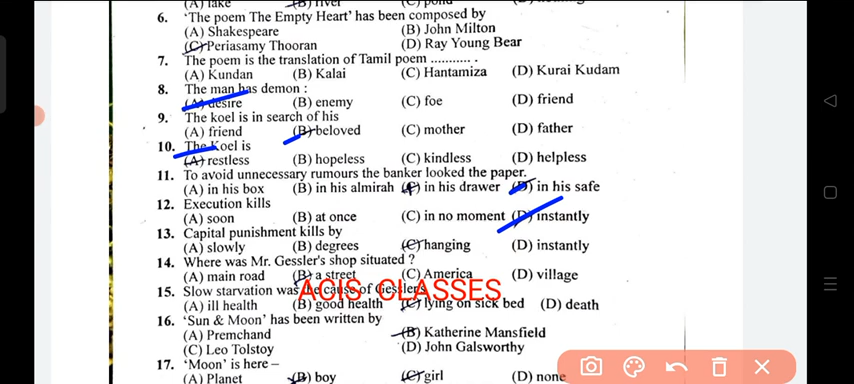 (A) lake (B) river (C) pond
6. 'The poem The Empty Heart' has been composed by
(A) Shakespeare (B) John Milton
(C) Periasamy Thooran (D) Ray Young Bear
7. The poem is the translation of Tamil poem ...........
(A) Kundan (B) Kalai (C) Hantamiza (D) Kurai Kudam
8. The man has demon :
(A) desire (B) enemy (C) foe (D) friend
9. The koel is in search of his
(A) friend (B) beloved (C) mother (D) father
10. The Koel is
(A) restless (B) hopeless (C) kindless (D) helpless
11. To avoid unnecessary rumours the banker looked the paper.
(A) in his box (B) in his almirah (C) in his drawer (D) in his safe
12. Execution kills
(A) soon (B) at once (C) in no moment (D) instantly
13. Capital punishment kills by
(A) slowly (B) degrees (C) hanging (D) instantly
14. Where was Mr. Gessler's shop situated ?
(A) main road (B) a street (C) America (D) village
15. Slow starvation was the cause of Gessler's
ACIS CLASSES
(A) ill health (B) good health (C) lying on sick bed (D) death
16. 'Sun & Moon' has been written by
(A) Premchand (B) Katherine Mansfield
(C) Leo Tolstoy (D) John Galsworthy
17. 'Moon' is here –
(A) Planet (B) boy (C) girl (D) none